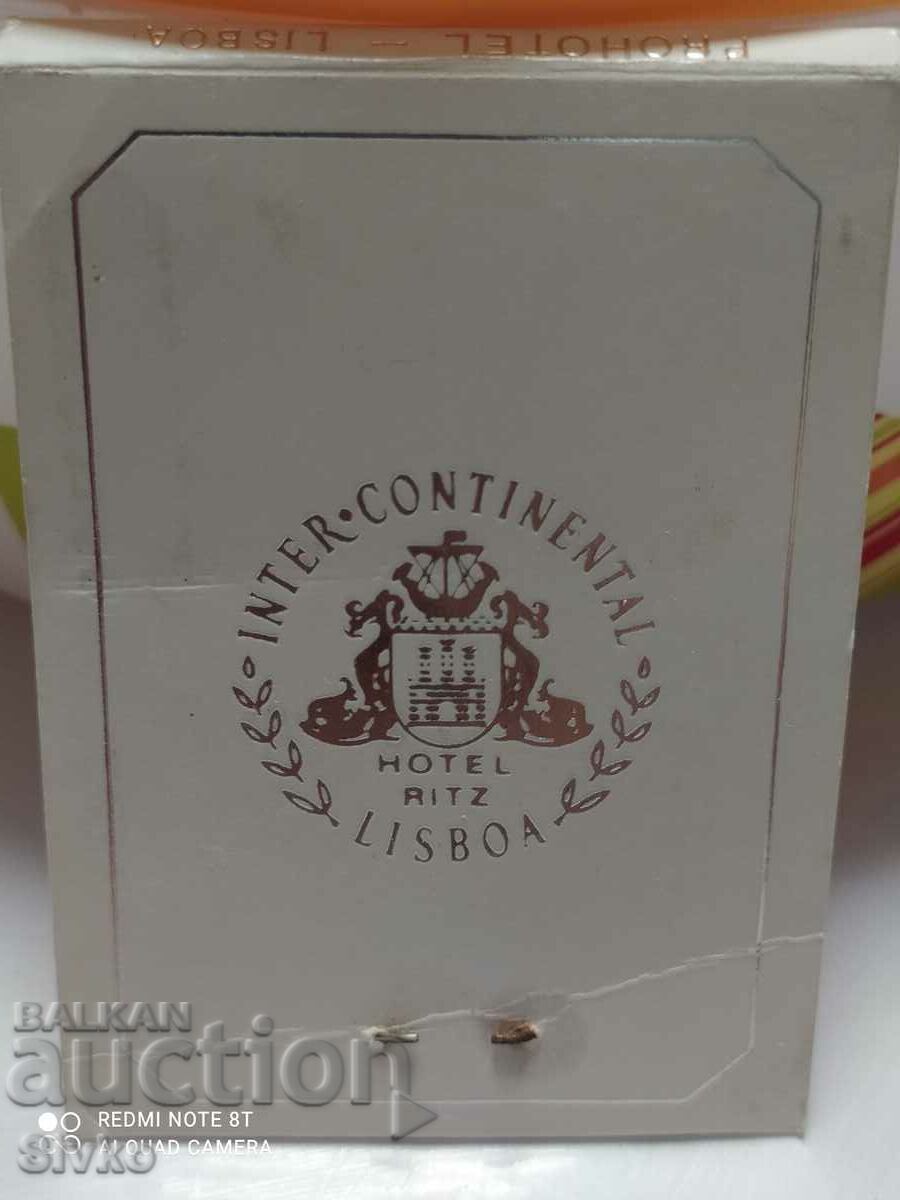 PROHOTEL – LISBOA
INTER•CONTINENTAL
HOTEL
RITZ
LISBOA
BALKAN
auction
REDMI NOTE 8T
AI QUAD CAMERA
Sivko